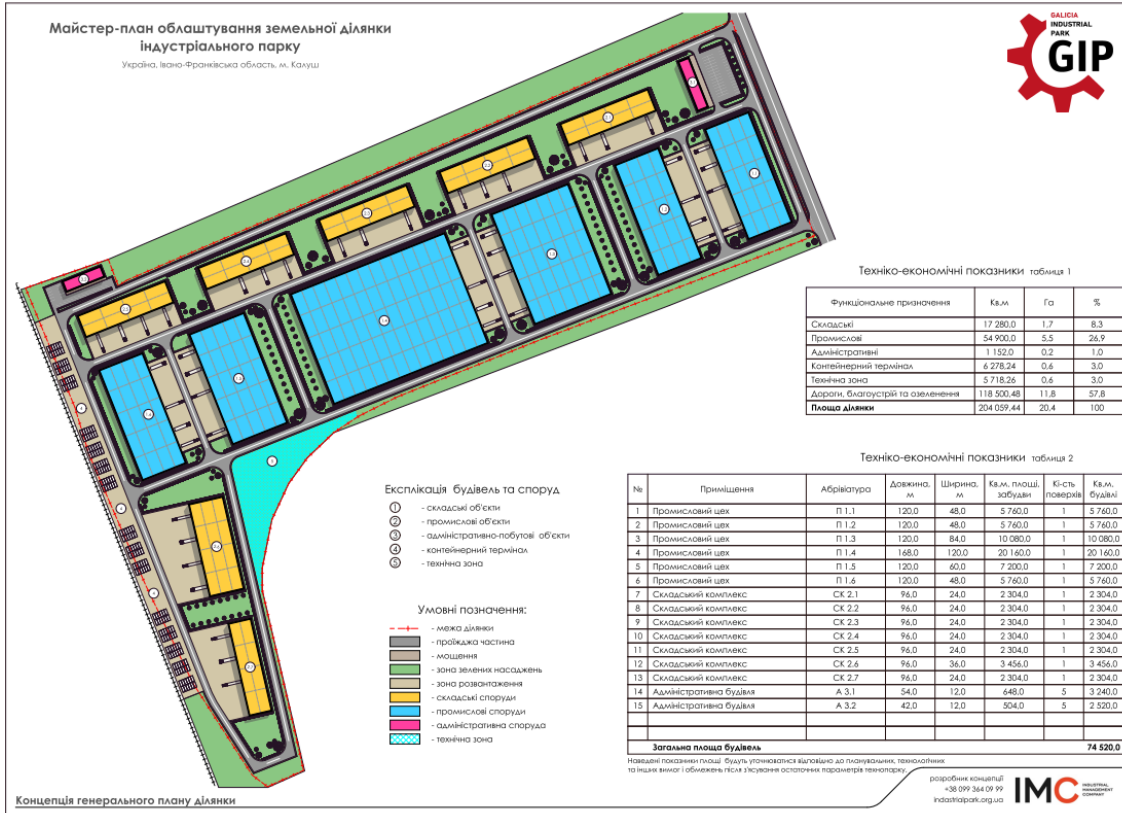 Майстер-план облаштування земельної ділянки
індустріального парку
Україна, Івано-Франківська область, м. Калуш
GALICIA
INDUSTRIAL
PARK
GIP
Техніко-економічні показники таблиця 1
Функціональне призначення Кв.м Га %
Складські 17 280,0 1,7 8,3
Промислові 54 900,0 5,5 26,9
Адміністративні 1 152,0 0,2 1,0
Контейнерний термінал 6 278,24 0,6 3,0
Технічна зона 5 718,26 0,6 3,0
Дороги, благоустрій та озеленення 118 500,48 11,8 57,8
Площа ділянки 204 059,44 20,4 100
Експлікація будівель та споруд
1 - складські об'єкти
2 - промислові об'єкти
3 - адміністративно-побутові об'єкти
4 - контейнерний термінал
5 - технічна зона
Умовні позначення:
- межа ділянки
- проїжджа частина
- мощення
- зона зелених насаджень
- зона розвантаження
- складські споруди
- промислові споруди
- адміністративна споруда
- технічна зона
Техніко-економічні показники таблиця 2
№ Приміщення Абрівіатура Довжина, м Ширина, м Кв.м. площі забудви Кі-сть поверхів Кв.м. будівлі
1 Промисловий цех П 1.1 120,0 48,0 5 760,0 1 5 760,0
2 Промисловий цех П 1.2 120,0 48,0 5 760,0 1 5 760,0
3 Промисловий цех П 1.3 120,0 84,0 10 080,0 1 10 080,0
4 Промисловий цех П 1.4 168,0 120,0 20 160,0 1 20 160,0
5 Промисловий цех П 1.5 120,0 60,0 7 200,0 1 7 200,0
6 Промисловий цех П 1.6 120,0 48,0 5 760,0 1 5 760,0
7 Складський комплекс СК 2.1 96,0 24,0 2 304,0 1 2 304,0
8 Складський комплекс СК 2.2 96,0 24,0 2 304,0 1 2 304,0
9 Складський комплекс СК 2.3 96,0 24,0 2 304,0 1 2 304,0
10 Складський комплекс СК 2.4 96,0 24,0 2 304,0 1 2 304,0
11 Складський комплекс СК 2.5 96,0 24,0 2 304,0 1 2 304,0
12 Складський комплекс СК 2.6 96,0 36,0 3 456,0 1 3 456,0
13 Складський комплекс СК 2.7 96,0 24,0 2 304,0 1 2 304,0
14 Адміністративна будівля А 3.1 54,0 12,0 648,0 5 3 240,0
15 Адміністративна будівля А 3.2 42,0 12,0 504,0 5 2 520,0
Загальна площа будівель 74 520,0
Наведені показники площі будуть уточнюватися відповідно до планувальних, технологічних
та інших вимог і обмежень після з'ясування остаточних параметрів технопарку.
розробник концепції
+38 099 364 09 99
industrialpark.org.ua
IMC
INDUSTRIAL
MANAGEMENT
COMPANY
Концепція генерального плану ділянки